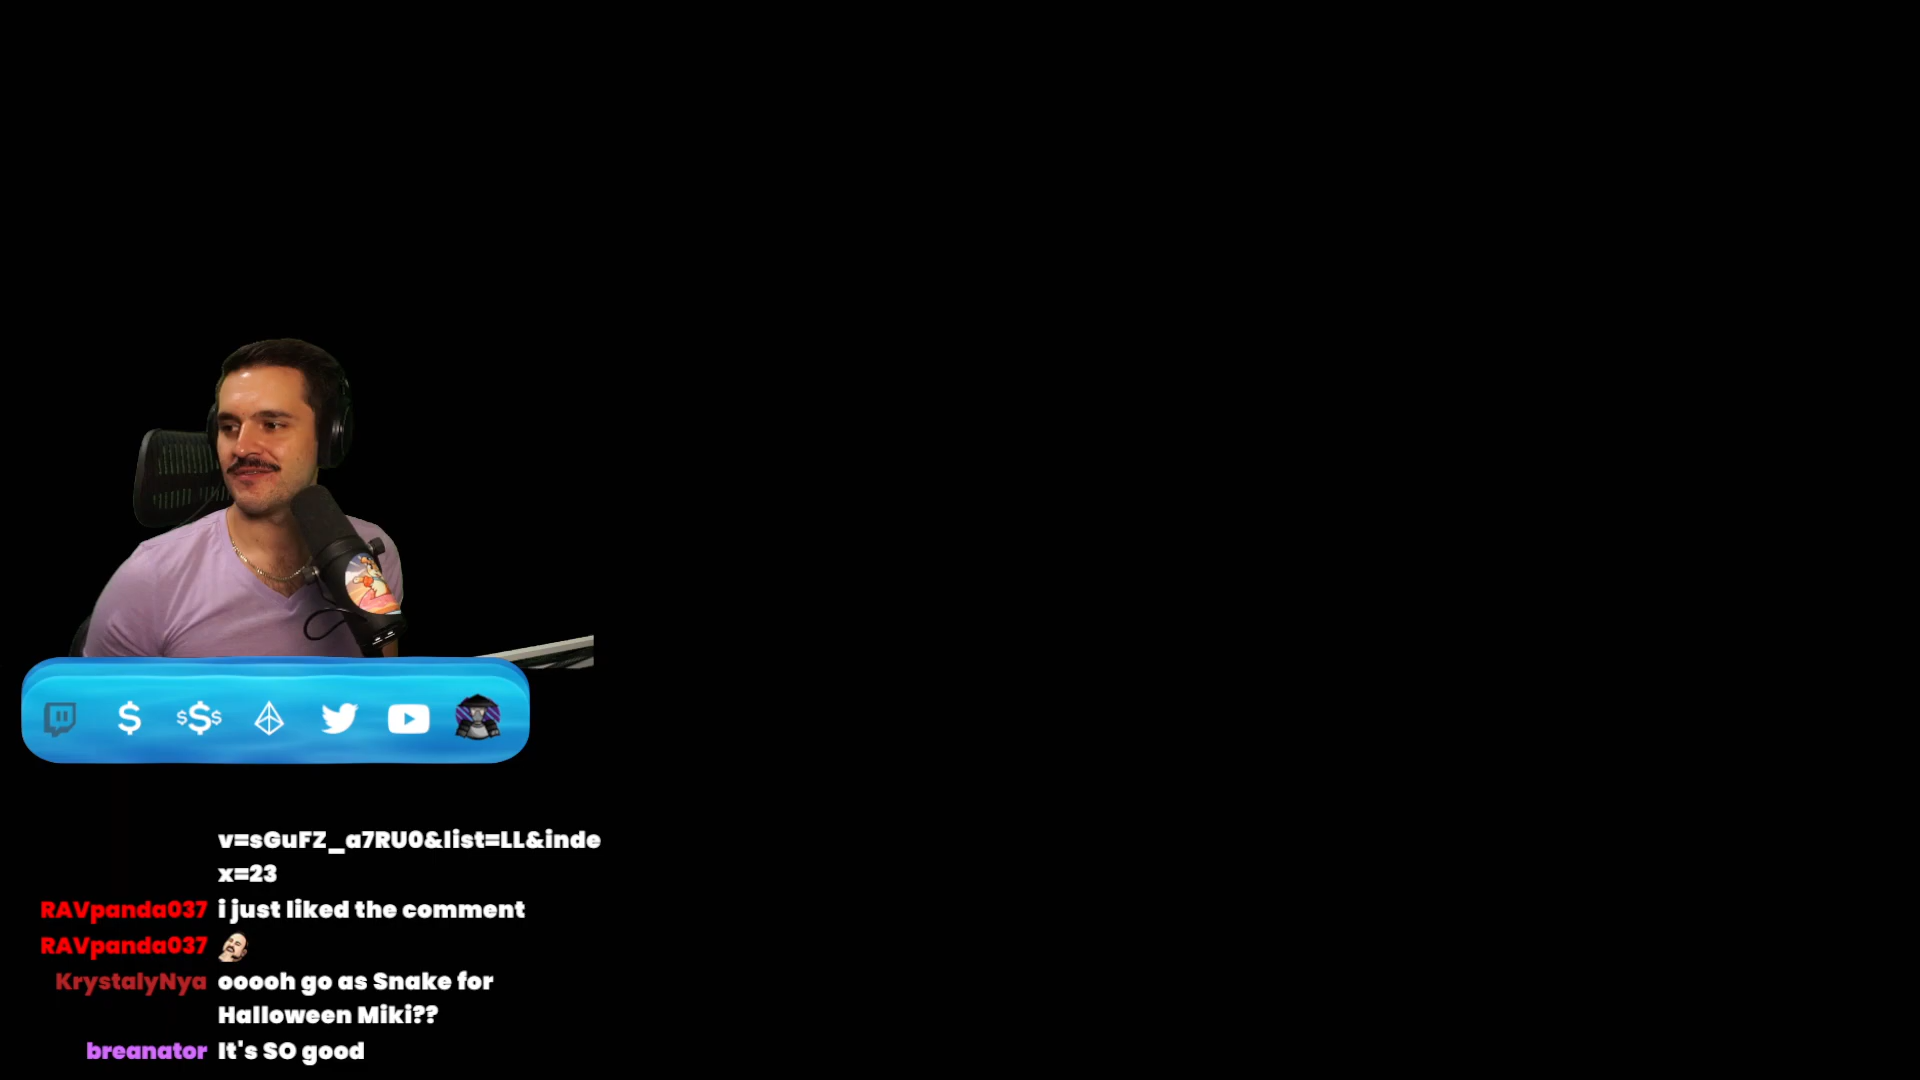 v=sGuFZ_a7RU0&list=LL&inde
x=23
RAVpanda037 i just liked the comment
RAVpanda037
KrystalyNya ooooh go as Snake for
Halloween Miki??
breanator It's SO good